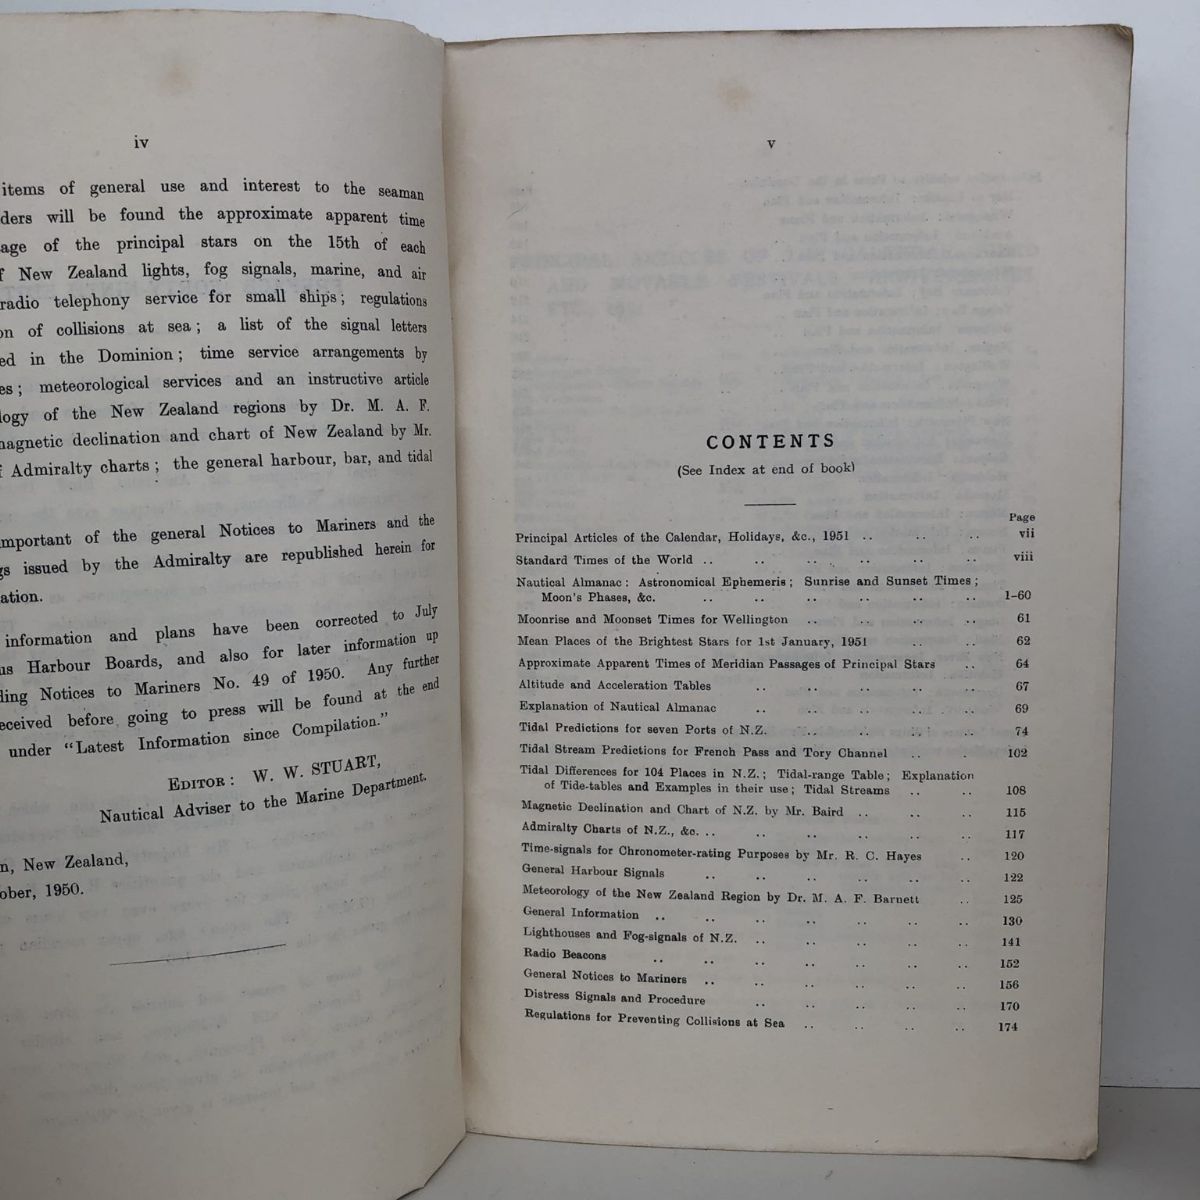 iv
items of general use and interest to the seaman
ders will be found the approximate apparent time
age of the principal stars on the 15th of each
f New Zealand lights, fog signals, marine, and air
radio telephony service for small ships; regulations
on of collisions at sea; a list of the signal letters
ed in the Dominion; time service arrangements by
es; meteorological services and an instructive article
logy of the New Zealand regions by Dr. M. A. F.
magnetic declination and chart of New Zealand by Mr.
f Admiralty charts; the general harbour, bar, and tidal
mportant of the general Notices to Mariners and the
gs issued by the Admiralty are republished herein for
ation.
information and plans have been corrected to July
us Harbour Boards, and also for later information up
ding Notices to Mariners No. 49 of 1950. Any further
eceived before going to press will be found at the end
under "Latest Information since Compilation."
EDITOR: W. W. STUART,
Nautical Adviser to the Marine Department.
n, New Zealand,
tober, 1950.
v
CONTENTS
(See Index at end of book)
Page
Principal Articles of the Calendar, Holidays, &c., 1951 .. .. .. vii
Standard Times of the World .. .. .. .. .. .. viii
Nautical Almanac: Astronomical Ephemeris; Sunrise and Sunset Times;
Moon's Phases, &c. .. .. .. .. .. .. 1-60
Moonrise and Moonset Times for Wellington .. .. .. .. 61
Mean Places of the Brightest Stars for 1st January, 1951 .. .. 62
Approximate Apparent Times of Meridian Passages of Principal Stars .. 64
Altitude and Acceleration Tables .. .. .. .. .. 67
Explanation of Nautical Almanac .. .. .. .. .. 69
Tidal Predictions for seven Ports of N.Z. .. .. .. .. 74
Tidal Stream Predictions for French Pass and Tory Channel .. .. 102
Tidal Differences for 104 Places in N.Z.; Tidal-range Table; Explanation
of Tide-tables and Examples in their use; Tidal Streams .. .. 108
Magnetic Declination and Chart of N.Z. by Mr. Baird .. .. .. 115
Admiralty Charts of N.Z., &c. .. .. .. .. .. .. 117
Time-signals for Chronometer-rating Purposes by Mr. R. C. Hayes .. 120
General Harbour Signals .. .. .. .. .. .. 122
Meteorology of the New Zealand Region by Dr. M. A. F. Barnett .. 125
General Information .. .. .. .. .. .. .. 130
Lighthouses and Fog-signals of N.Z. .. .. .. .. .. 141
Radio Beacons .. .. .. .. .. .. .. 152
General Notices to Mariners .. .. .. .. .. .. 156
Distress Signals and Procedure .. .. .. .. .. 170
Regulations for Preventing Collisions at Sea .. .. .. .. 174